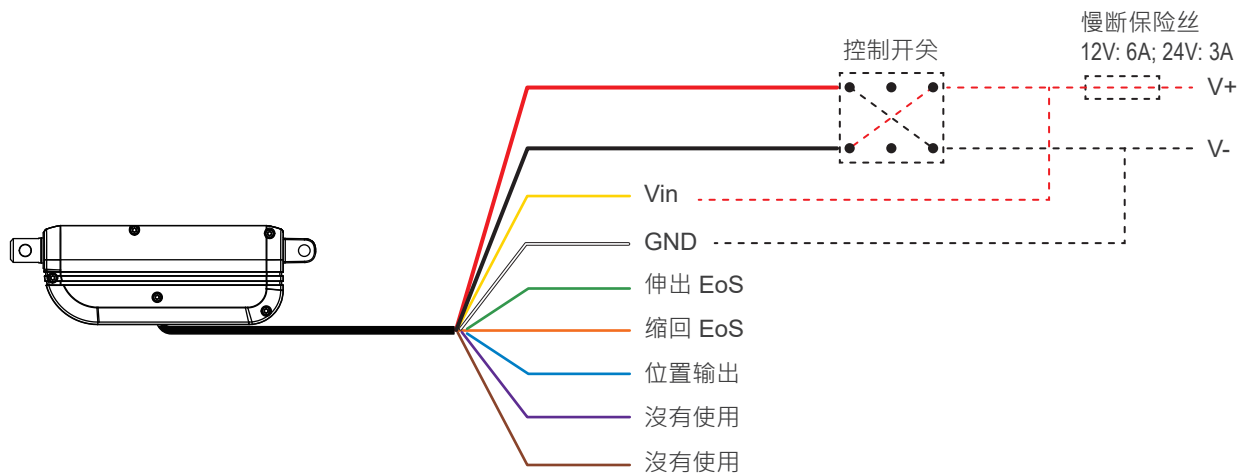 慢断保险丝
12V: 6A; 24V: 3A
控制开关
V+
V-
Vin
GND
伸出 EoS
缩回 EoS
位置输出
沒有使用
沒有使用